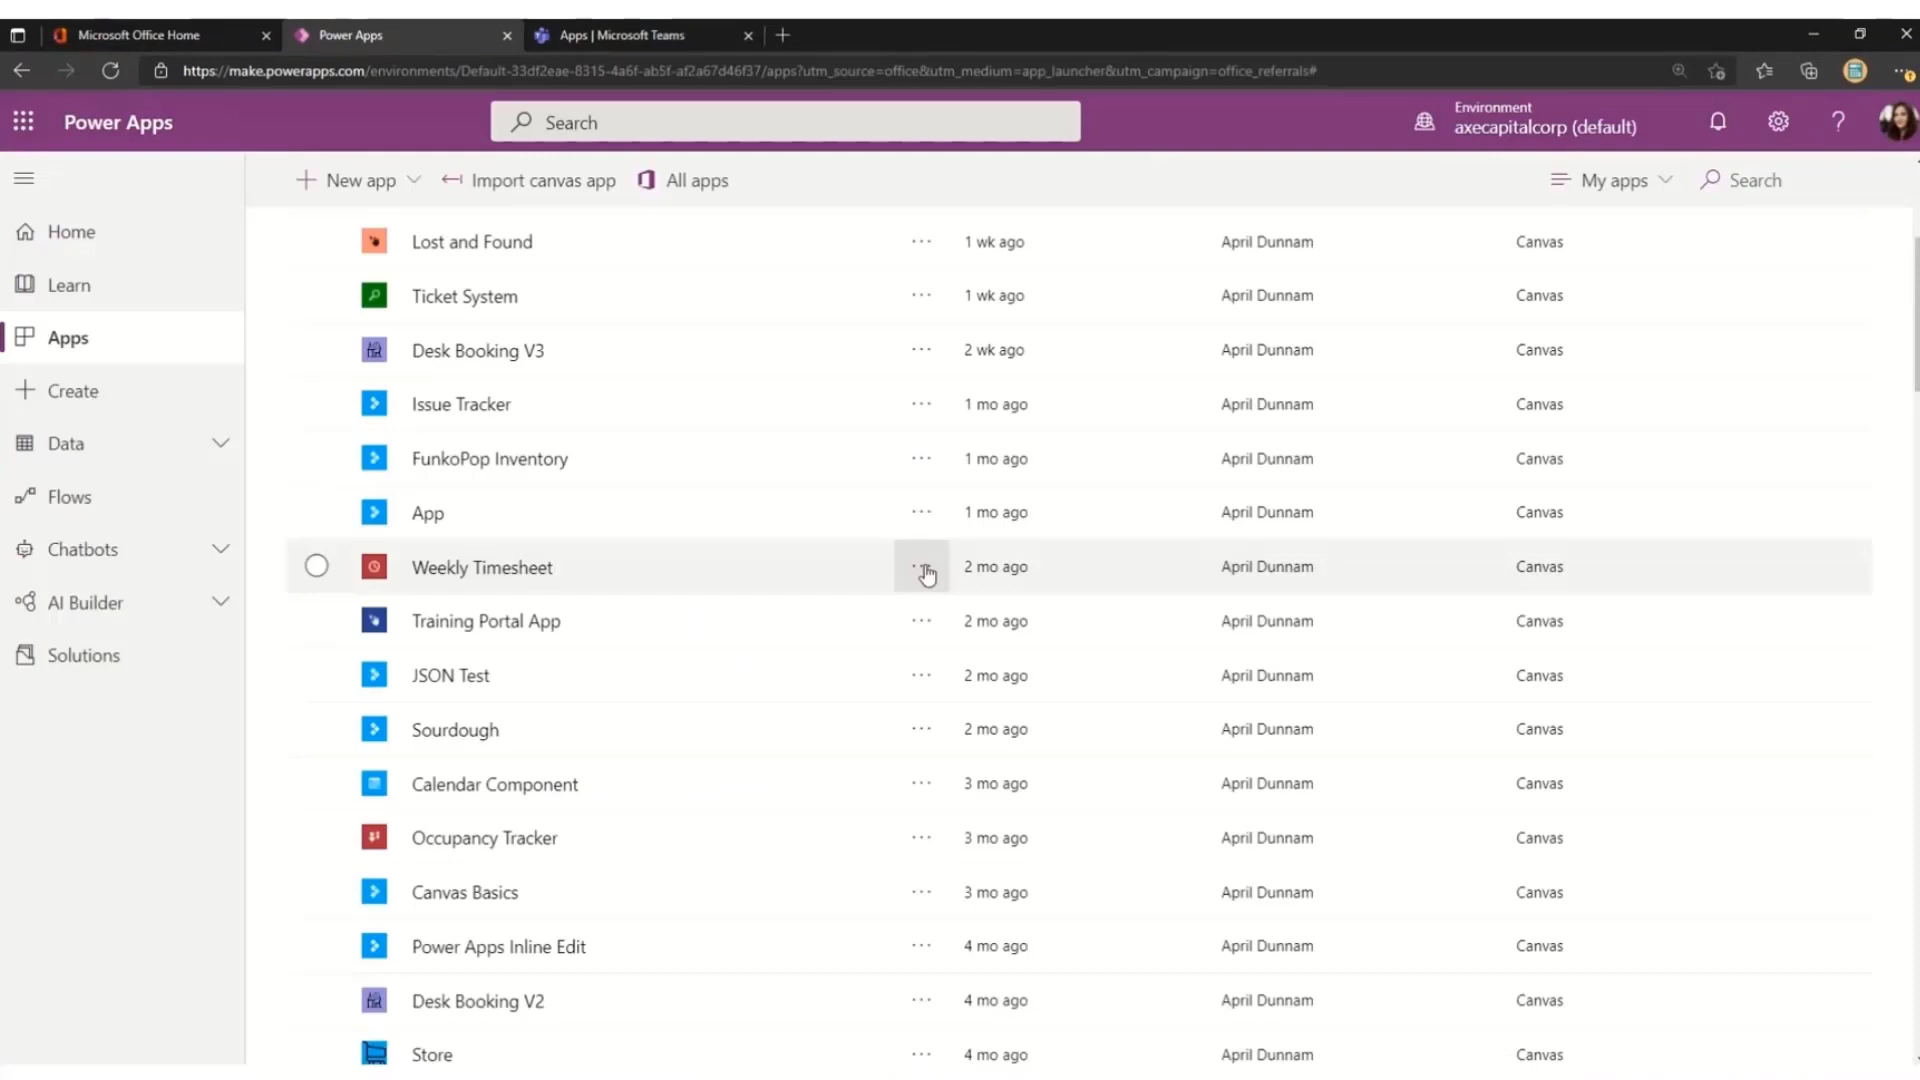 Microsoft Office Home
Power Apps
Apps | Microsoft Teams
https://make.powerapps.com/environments/Default-33df2eae-8315-4a6f-ab5f-af2a67d46f37/apps?utm_source=office&utm_medium=app_launcher&utm_campaign=office_referrals#
Power Apps
Search
Environment
axecapitalcorp (default)
New app
Import canvas app
All apps
My apps
Search
Home
Learn
Apps
Create
Data
Flows
Chatbots
AI Builder
Solutions
Lost and Found ... 1 wk ago April Dunnam Canvas
Ticket System ... 1 wk ago April Dunnam Canvas
Desk Booking V3 ... 2 wk ago April Dunnam Canvas
Issue Tracker ... 1 mo ago April Dunnam Canvas
FunkoPop Inventory ... 1 mo ago April Dunnam Canvas
App ... 1 mo ago April Dunnam Canvas
Weekly Timesheet ... 2 mo ago April Dunnam Canvas
Training Portal App ... 2 mo ago April Dunnam Canvas
JSON Test ... 2 mo ago April Dunnam Canvas
Sourdough ... 2 mo ago April Dunnam Canvas
Calendar Component ... 3 mo ago April Dunnam Canvas
Occupancy Tracker ... 3 mo ago April Dunnam Canvas
Canvas Basics ... 3 mo ago April Dunnam Canvas
Power Apps Inline Edit ... 4 mo ago April Dunnam Canvas
Desk Booking V2 ... 4 mo ago April Dunnam Canvas
Store ... 4 mo ago April Dunnam Canvas